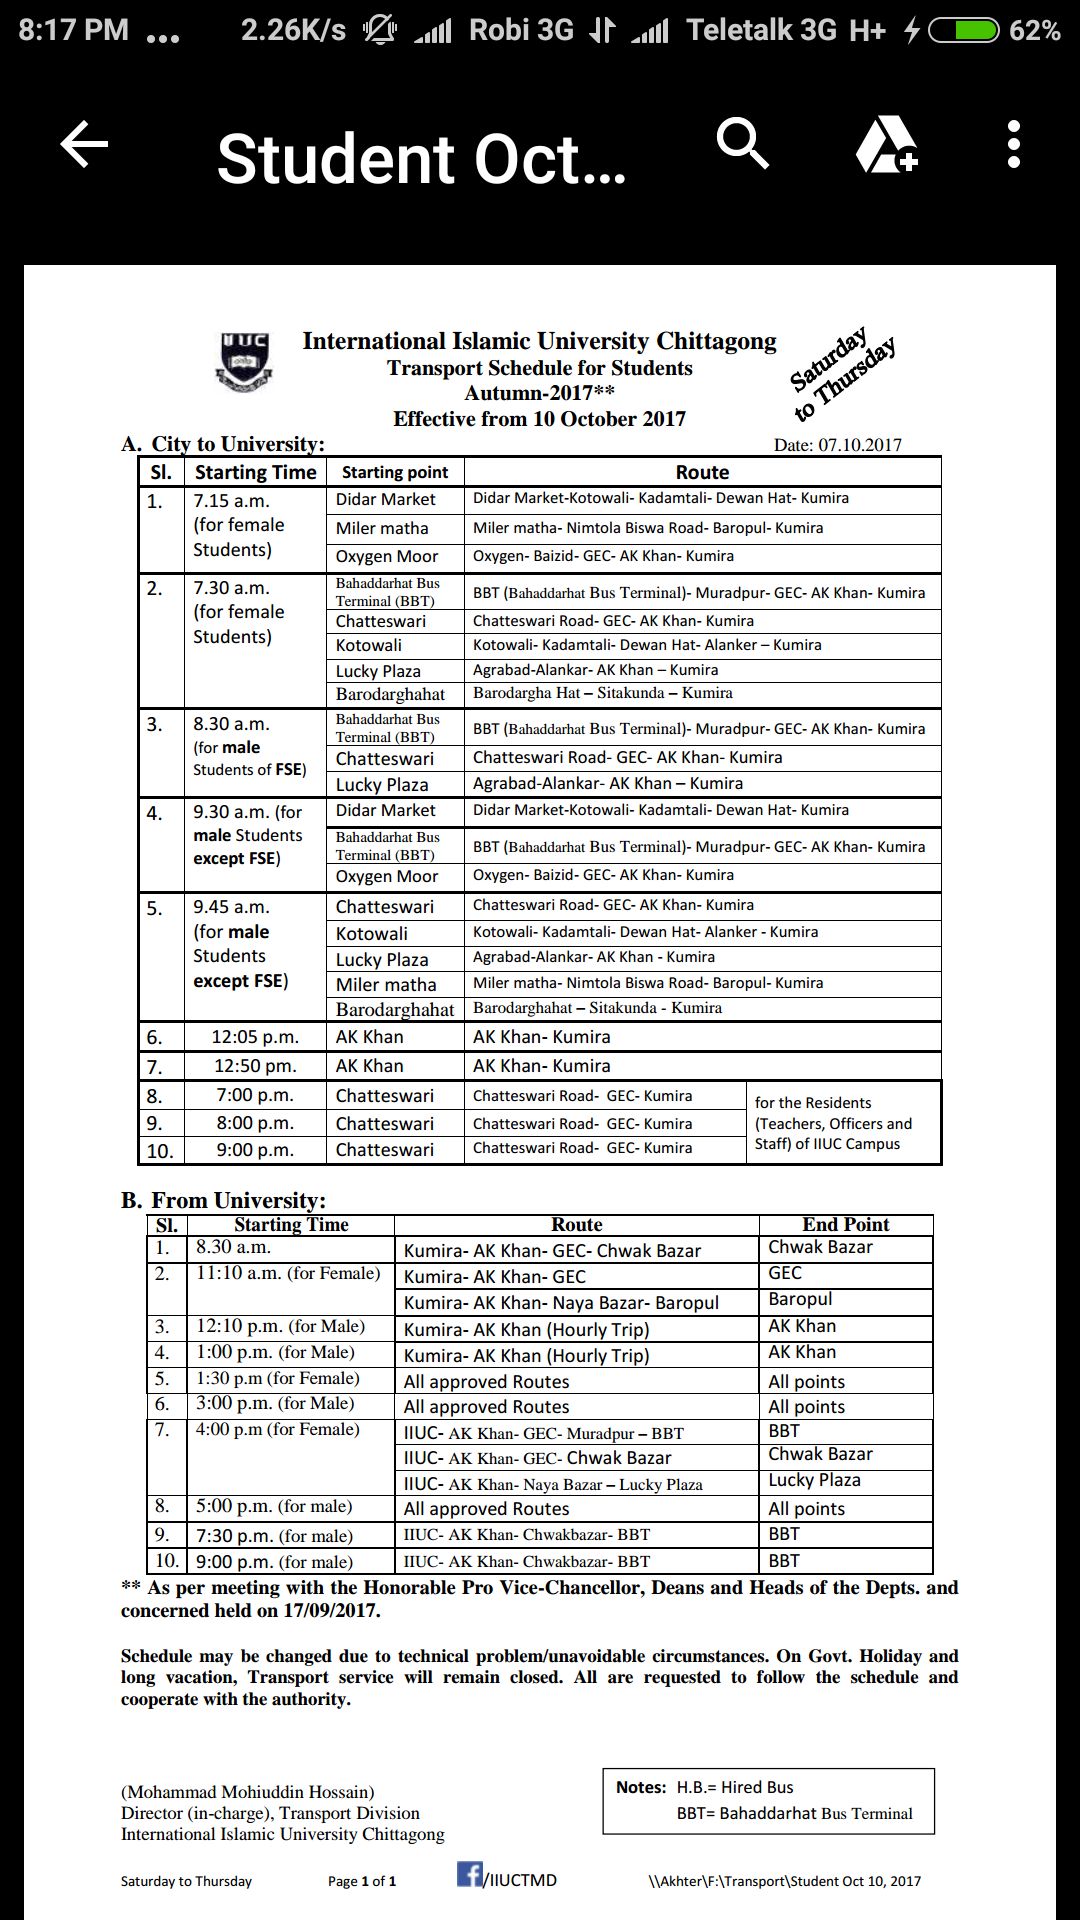 8:17 PM ... 2.26K/s Robi 3G Teletalk 3G H+ 62%
Student Oct...
IIUC
International Islamic University Chittagong
Transport Schedule for Students
Autumn-2017**
Effective from 10 October 2017
Saturday
to Thursday
A. City to University: Date: 07.10.2017
Sl. Starting Time Starting point Route
1. 7.15 a.m. (for female Students) Didar Market Didar Market-Kotowali- Kadamtali- Dewan Hat- Kumira
Miler matha Miler matha- Nimtola Biswa Road- Baropul- Kumira
Oxygen Moor Oxygen- Baizid- GEC- AK Khan- Kumira
2. 7.30 a.m. (for female Students) Bahaddarhat Bus Terminal (BBT) BBT (Bahaddarhat Bus Terminal)- Muradpur- GEC- AK Khan- Kumira
Chatteswari Chatteswari Road- GEC- AK Khan- Kumira
Kotowali Kotowali- Kadamtali- Dewan Hat- Alanker – Kumira
Lucky Plaza Agrabad-Alankar- AK Khan – Kumira
Barodarghahat Barodargha Hat – Sitakunda – Kumira
3. 8.30 a.m. (for male Students of FSE) Bahaddarhat Bus Terminal (BBT) BBT (Bahaddarhat Bus Terminal)- Muradpur- GEC- AK Khan- Kumira
Chatteswari Chatteswari Road- GEC- AK Khan- Kumira
Lucky Plaza Agrabad-Alankar- AK Khan – Kumira
4. 9.30 a.m. (for male Students except FSE) Didar Market Didar Market-Kotowali- Kadamtali- Dewan Hat- Kumira
Bahaddarhat Bus Terminal (BBT) BBT (Bahaddarhat Bus Terminal)- Muradpur- GEC- AK Khan- Kumira
Oxygen Moor Oxygen- Baizid- GEC- AK Khan- Kumira
5. 9.45 a.m. (for male Students except FSE) Chatteswari Chatteswari Road- GEC- AK Khan- Kumira
Kotowali Kotowali- Kadamtali- Dewan Hat- Alanker - Kumira
Lucky Plaza Agrabad-Alankar- AK Khan - Kumira
Miler matha Miler matha- Nimtola Biswa Road- Baropul- Kumira
Barodarghahat Barodarghahat – Sitakunda - Kumira
6. 12:05 p.m. AK Khan AK Khan- Kumira
7. 12:50 pm. AK Khan AK Khan- Kumira
8. 7:00 p.m. Chatteswari Chatteswari Road- GEC- Kumira for the Residents (Teachers, Officers and Staff) of IIUC Campus
9. 8:00 p.m. Chatteswari Chatteswari Road- GEC- Kumira
10. 9:00 p.m. Chatteswari Chatteswari Road- GEC- Kumira
B. From University:
Sl. Starting Time Route End Point
1. 8.30 a.m. Kumira- AK Khan- GEC- Chwak Bazar Chwak Bazar
2. 11:10 a.m. (for Female) Kumira- AK Khan- GEC GEC
Kumira- AK Khan- Naya Bazar- Baropul Baropul
3. 12:10 p.m. (for Male) Kumira- AK Khan (Hourly Trip) AK Khan
4. 1:00 p.m. (for Male) Kumira- AK Khan (Hourly Trip) AK Khan
5. 1:30 p.m (for Female) All approved Routes All points
6. 3:00 p.m. (for Male) All approved Routes All points
7. 4:00 p.m (for Female) IIUC- AK Khan- GEC- Muradpur – BBT BBT
IIUC- AK Khan- GEC- Chwak Bazar Chwak Bazar
IIUC- AK Khan- Naya Bazar – Lucky Plaza Lucky Plaza
8. 5:00 p.m. (for male) All approved Routes All points
9. 7:30 p.m. (for male) IIUC- AK Khan- Chwakbazar- BBT BBT
10. 9:00 p.m. (for male) IIUC- AK Khan- Chwakbazar- BBT BBT
** As per meeting with the Honorable Pro Vice-Chancellor, Deans and Heads of the Depts. and
concerned held on 17/09/2017.
Schedule may be changed due to technical problem/unavoidable circumstances. On Govt. Holiday and
long vacation, Transport service will remain closed. All are requested to follow the schedule and
cooperate with the authority.
(Mohammad Mohiuddin Hossain)
Director (in-charge), Transport Division
International Islamic University Chittagong
Notes: H.B.= Hired Bus
BBT= Bahaddarhat Bus Terminal
Saturday to Thursday Page 1 of 1 f/IIUCTMD \\Akhter\F:\Transport\Student Oct 10, 2017